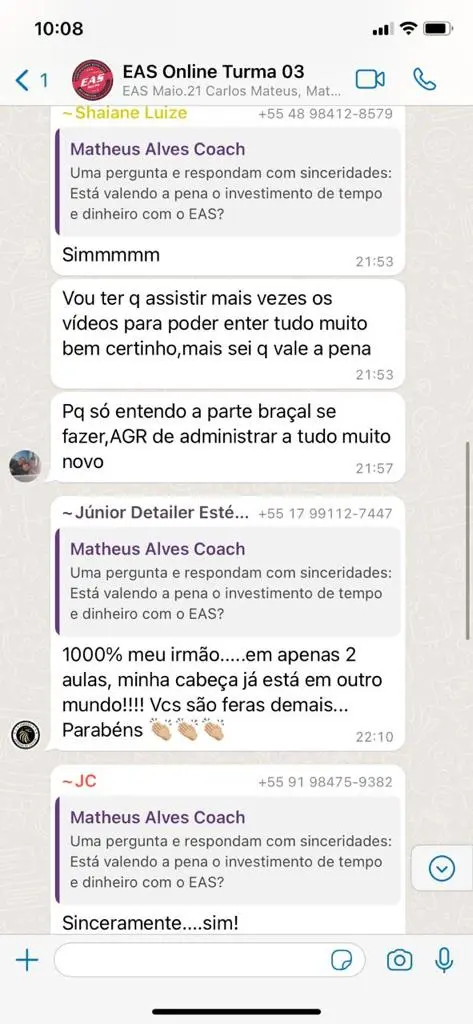 10:08
1
EAS
EAS Online Turma 03
EAS Maio.21 Carlos Mateus, Mat...
~Shaiane Luize +55 48 98412-8579
Matheus Alves Coach
Uma pergunta e respondam com sinceridades:
Está valendo a pena o investimento de tempo
e dinheiro com o EAS?
Simmmmm
21:53
Vou ter q assistir mais vezes os
vídeos para poder enter tudo muito
bem certinho,mais sei q vale a pena
21:53
Pq só entendo a parte braçal se
fazer,AGR de administrar a tudo muito
novo
21:57
~Júnior Detailer Esté... +55 17 99112-7447
Matheus Alves Coach
Uma pergunta e respondam com sinceridades:
Está valendo a pena o investimento de tempo
e dinheiro com o EAS?
1000% meu irmão.....em apenas 2
aulas, minha cabeça já está em outro
mundo!!!! Vcs são feras demais...
Parabéns 👏🏼👏🏼👏🏼
22:10
~JC +55 91 98475-9382
Matheus Alves Coach
Uma pergunta e respondam com sinceridades:
Está valendo a pena o investimento de tempo
e dinheiro com o EAS?
Sinceramente....sim!